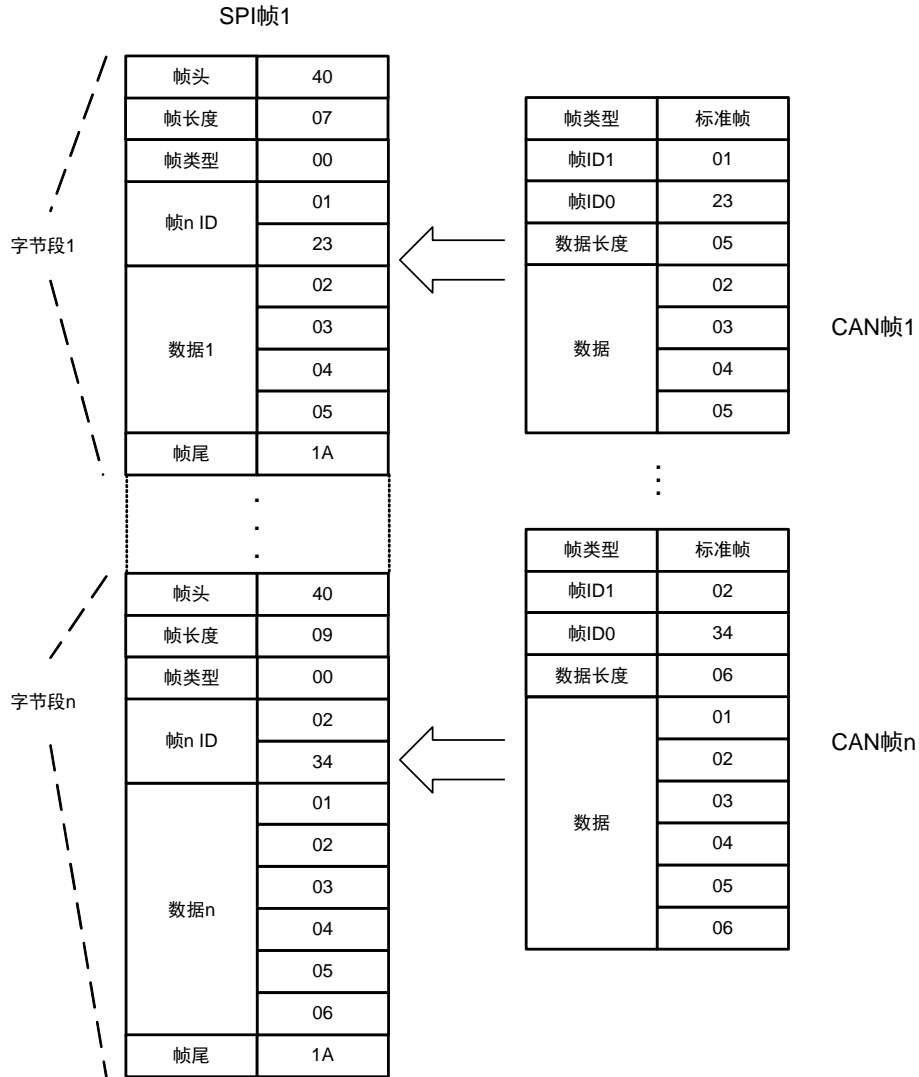 SPI帧1
帧头 40
帧长度 07
帧类型 00
帧n ID 01
23
数据1 02
03
04
05
帧尾 1A
字节段1
帧类型 标准帧
帧ID1 01
帧ID0 23
数据长度 05
数据 02
03
04
05
CAN帧1
帧头 40
帧长度 09
帧类型 00
帧n ID 02
34
数据n 01
02
03
04
05
06
帧尾 1A
字节段n
帧类型 标准帧
帧ID1 02
帧ID0 34
数据长度 06
数据 01
02
03
04
05
06
CAN帧n